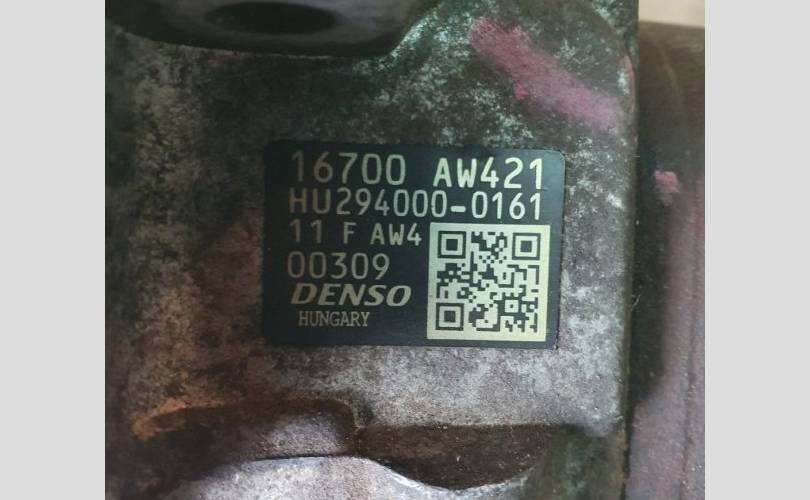 16700 AW421
HU294000-0161
11 F AW4
00309
DENSO
HUNGARY